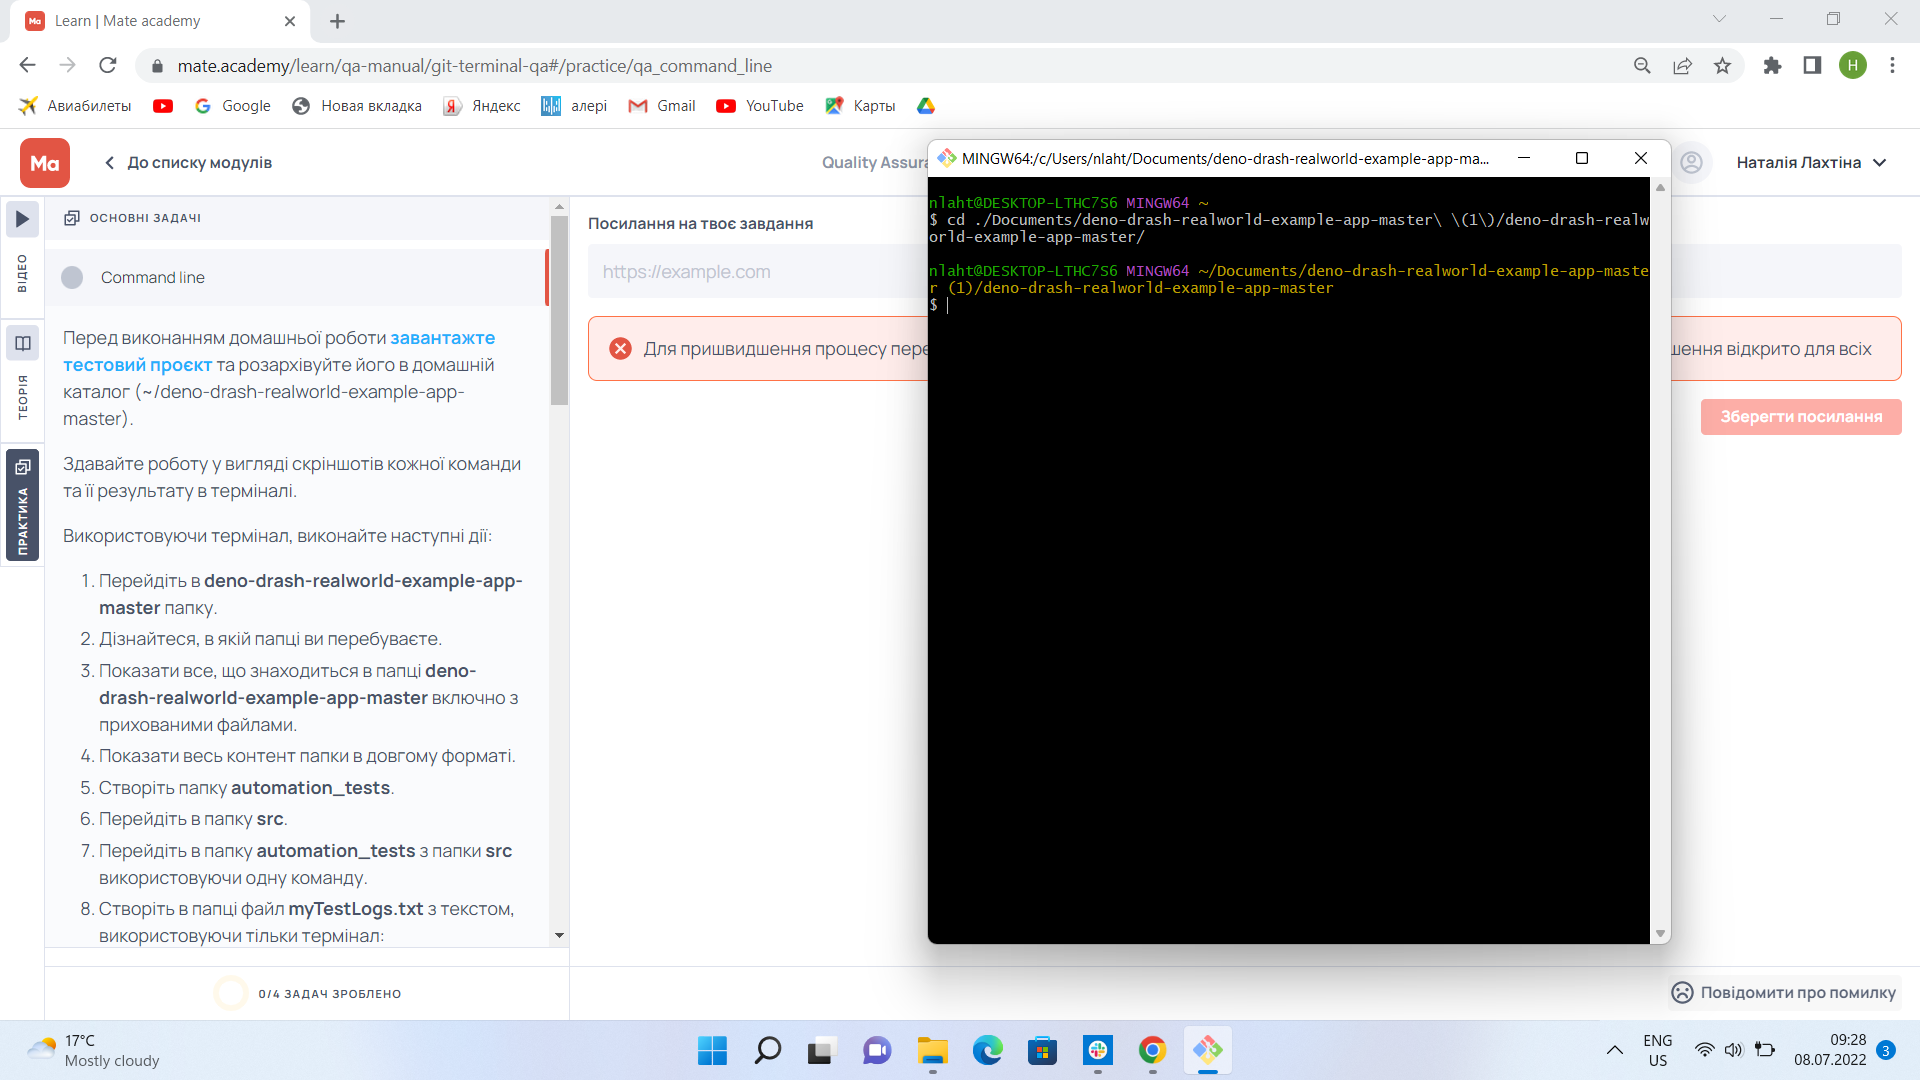 Learn | Mate academy
mate.academy/learn/qa-manual/git-terminal-qa#/practice/qa_command_line
H
Авиабилеты
Google
Новая вкладка
Яндекс
алері
Gmail
YouTube
Карты
Ma
До списку модулів
Quality Assura
Наталія Лахтіна
ВІДЕО
ТЕОРІЯ
ПРАКТИКА
ОСНОВНІ ЗАДАЧІ
Command line
Перед виконанням домашньої роботи завантажте
тестовий проєкт та розархівуйте його в домашній
каталог (~/deno-drash-realworld-example-app-
master).
Здавайте роботу у вигляді скріншотів кожної команди
та її результату в терміналі.
Використовуючи термінал, виконайте наступні дії:
1. Перейдіть в deno-drash-realworld-example-app-
master папку.
2. Дізнайтеся, в якій папці ви перебуваєте.
3. Показати все, що знаходиться в папці deno-
drash-realworld-example-app-master включно з
прихованими файлами.
4. Показати весь контент папки в довгому форматі.
5. Створіть папку automation_tests.
6. Перейдіть в папку src.
7. Перейдіть в папку automation_tests з папки src
використовуючи одну команду.
8. Створіть в папці файл myTestLogs.txt з текстом,
використовуючи тільки термінал:
0/4 ЗАДАЧ ЗРОБЛЕНО
Посилання на твоє завдання
https://example.com
Для пришвидшення процесу пере
шення відкрито для всіх
Зберегти посилання
Повідомити про помилку
MINGW64:/c/Users/nlaht/Documents/deno-drash-realworld-example-app-ma...
nlaht@DESKTOP-LTHC7S6 MINGW64 ~
$ cd ./Documents/deno-drash-realworld-example-app-master\ \(1\)/deno-drash-realw
orld-example-app-master/
nlaht@DESKTOP-LTHC7S6 MINGW64 ~/Documents/deno-drash-realworld-example-app-maste
r (1)/deno-drash-realworld-example-app-master
$
17°C
Mostly cloudy
ENG
US
09:28
08.07.2022
3